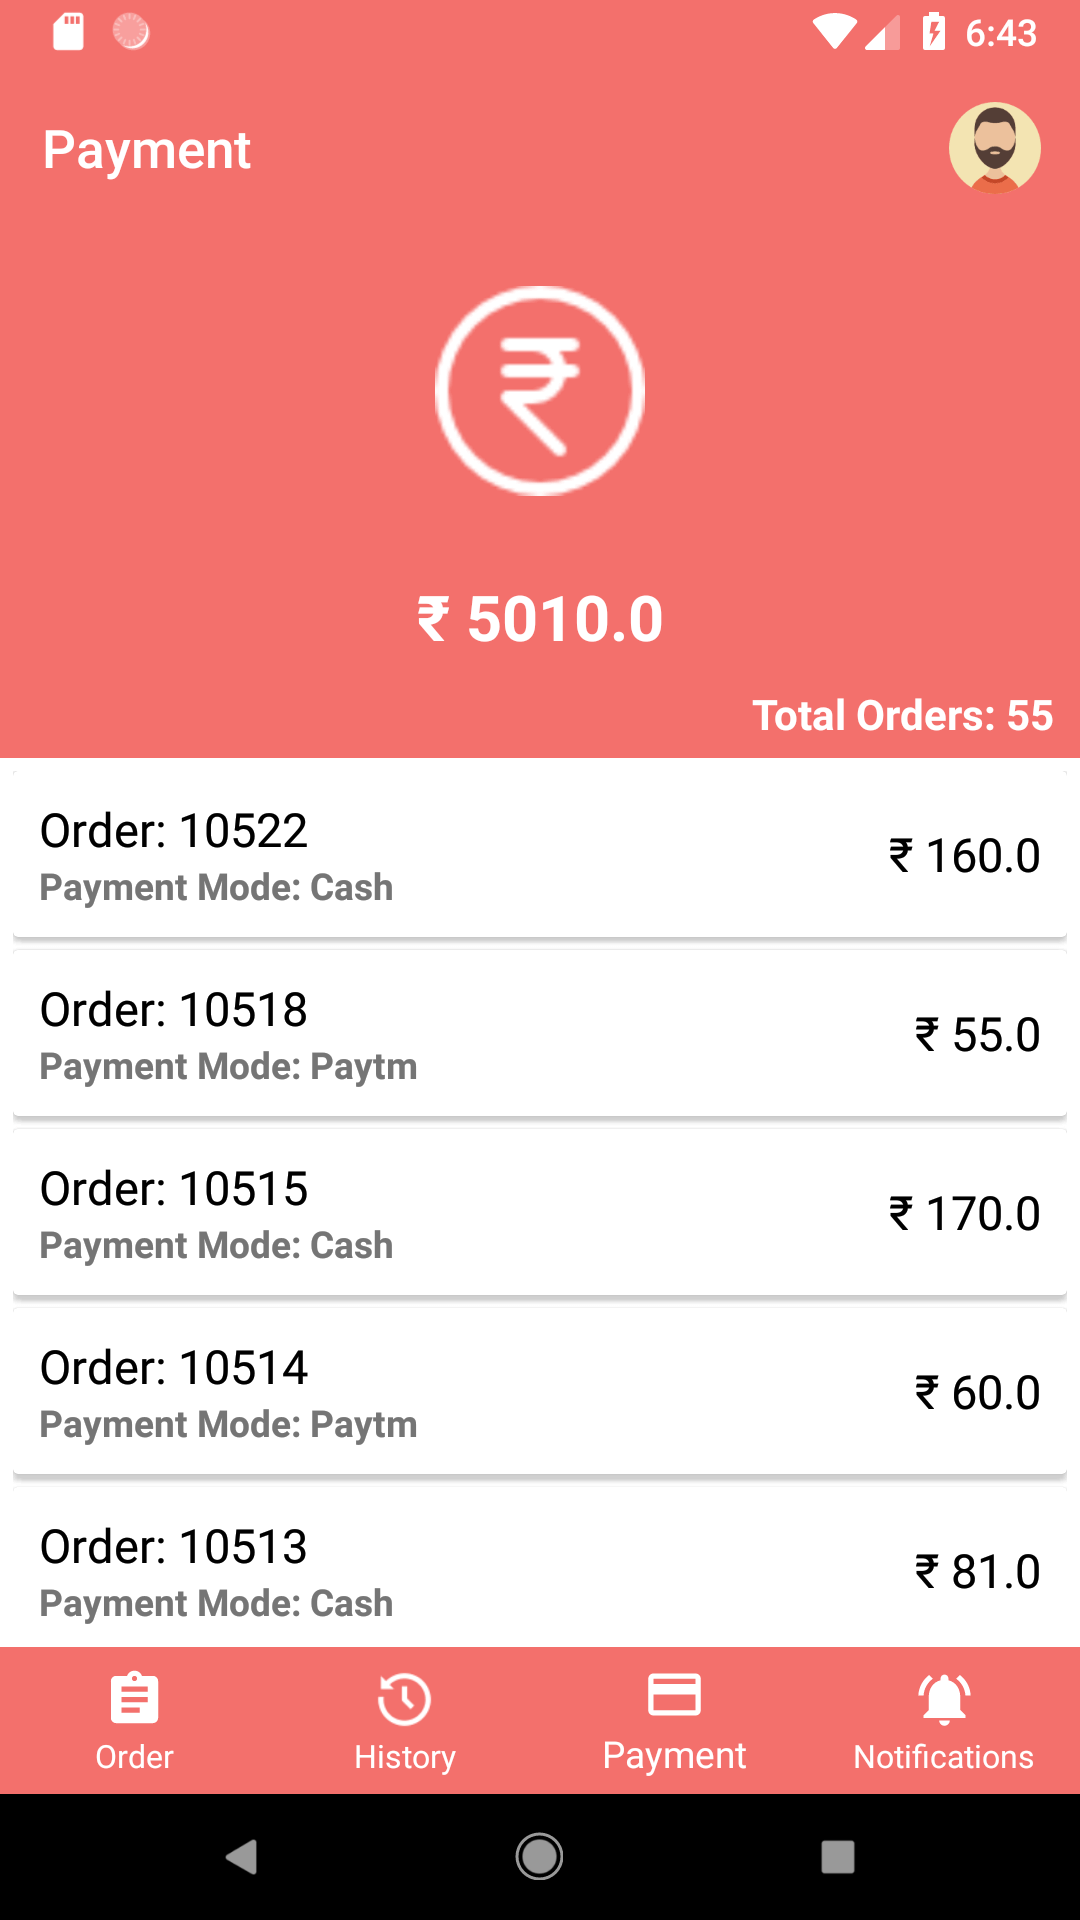 6:43
Payment
₹
₹ 5010.0
Total Orders: 55
Order: 10522
₹ 160.0
Payment Mode: Cash
Order: 10518
₹ 55.0
Payment Mode: Paytm
Order: 10515
₹ 170.0
Payment Mode: Cash
Order: 10514
₹ 60.0
Payment Mode: Paytm
Order: 10513
₹ 81.0
Payment Mode: Cash
Order History Payment Notifications